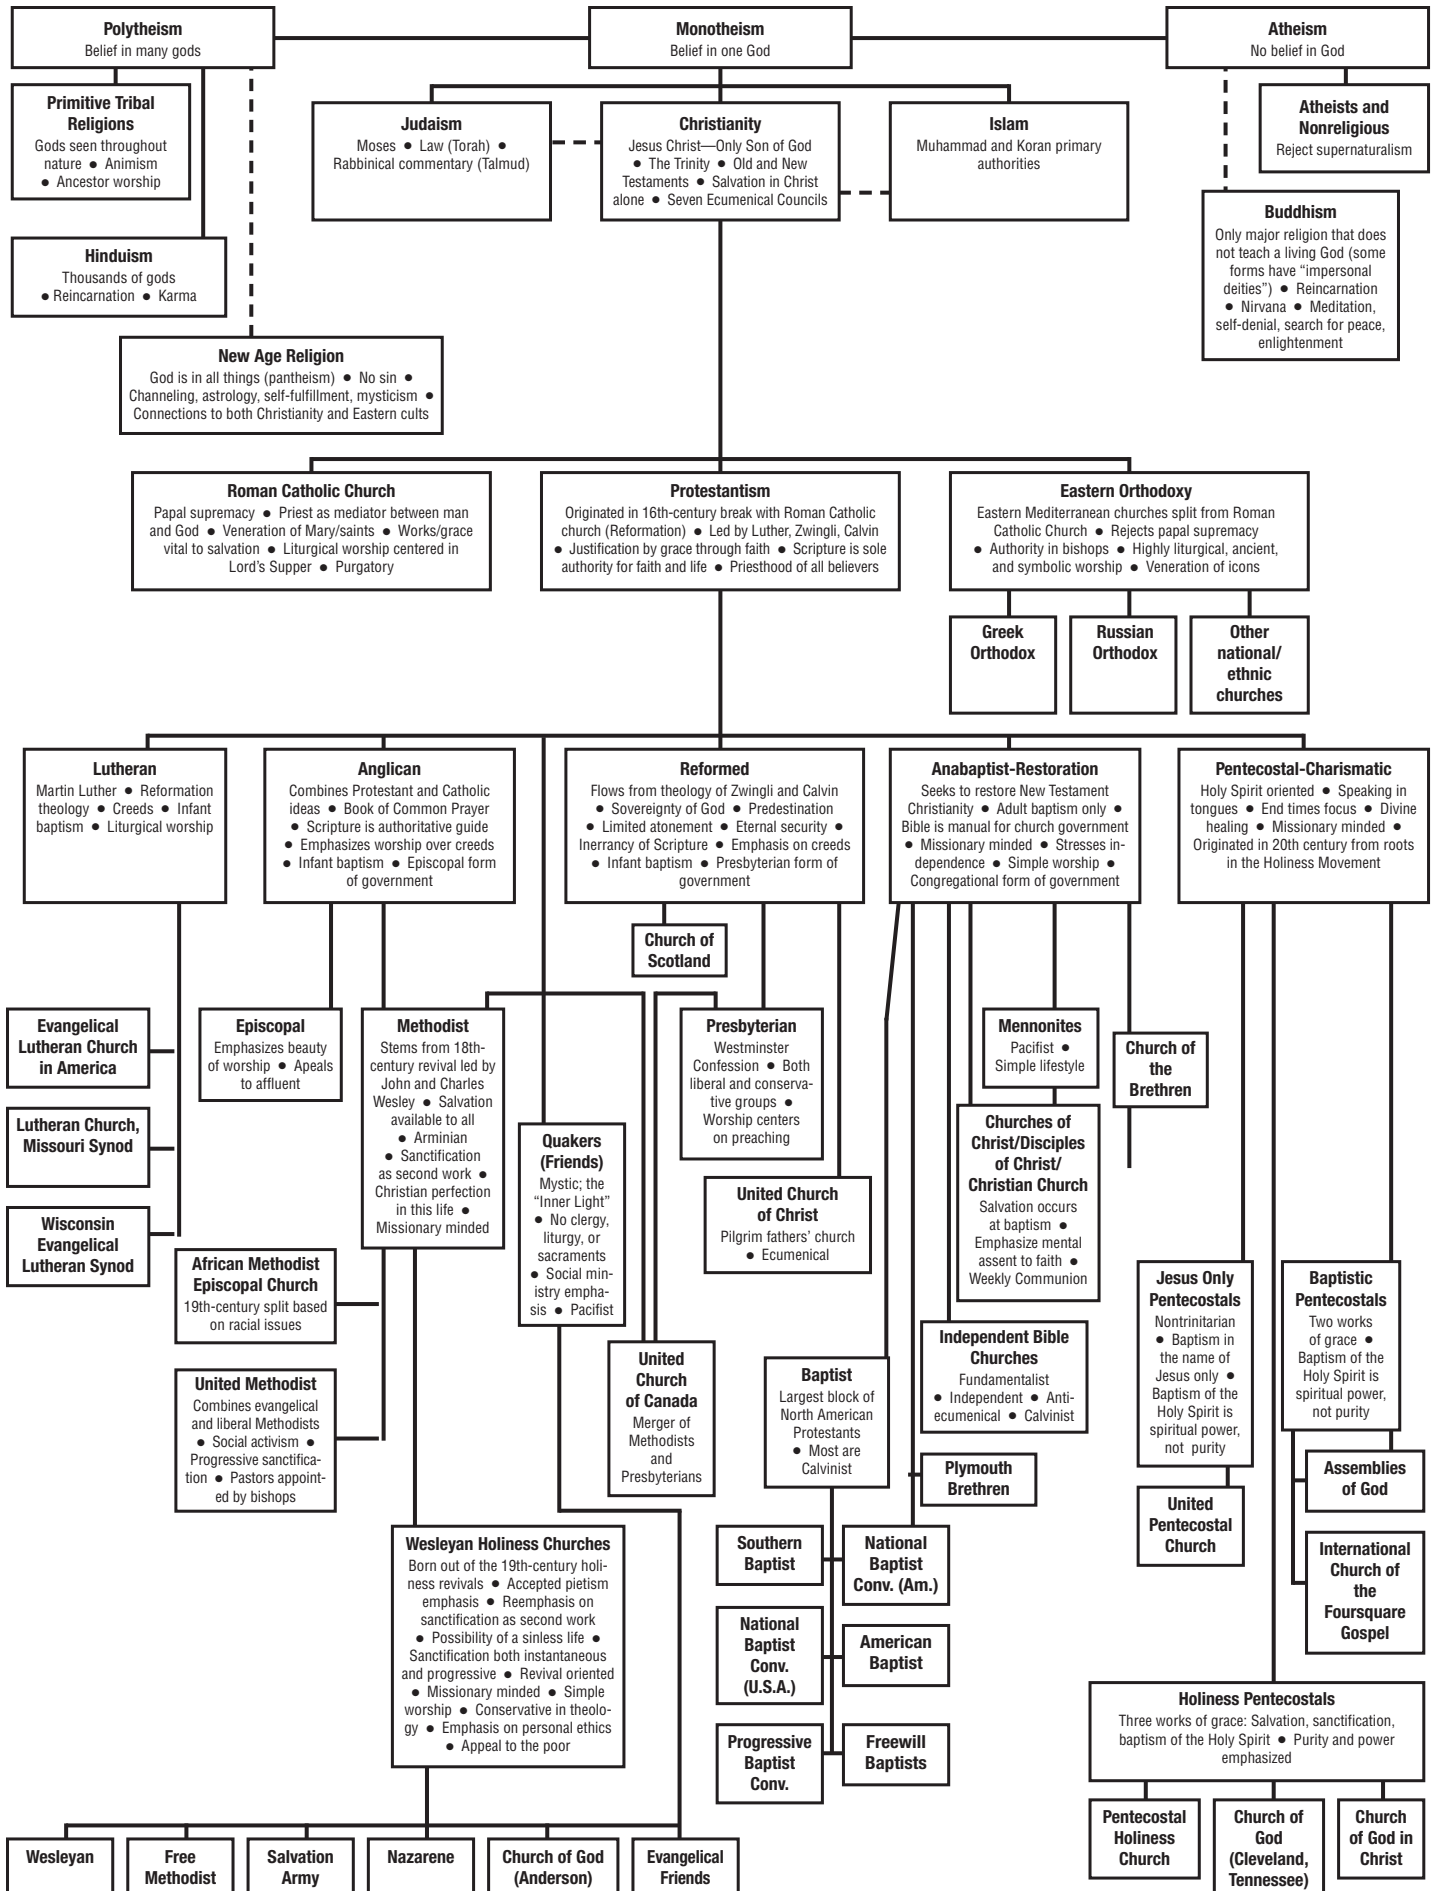 Polytheism
Belief in many gods
Monotheism
Belief in one God
Atheism
No belief in God
Primitive Tribal
Religions
Gods seen throughout
nature ● Animism
● Ancestor worship
Judaism
Moses ● Law (Torah) ●
Rabbinical commentary (Talmud)
Christianity
Jesus Christ—Only Son of God
● The Trinity ● Old and New
Testaments ● Salvation in Christ
alone ● Seven Ecumenical Councils
Islam
Muhammad and Koran primary
authorities
Atheists and
Nonreligious
Reject supernaturalism
Hinduism
Thousands of gods
● Reincarnation ● Karma
Buddhism
Only major religion that does
not teach a living God (some
forms have “impersonal
deities”) ● Reincarnation
● Nirvana ● Meditation,
self-denial, search for peace,
enlightenment
New Age Religion
God is in all things (pantheism) ● No sin ●
Channeling, astrology, self-fulfillment, mysticism ●
Connections to both Christianity and Eastern cults
Roman Catholic Church
Papal supremacy ● Priest as mediator between man
and God ● Veneration of Mary/saints ● Works/grace
vital to salvation ● Liturgical worship centered in
Lord’s Supper ● Purgatory
Protestantism
Originated in 16th-century break with Roman Catholic
church (Reformation) ● Led by Luther, Zwingli, Calvin
● Justification by grace through faith ● Scripture is sole
authority for faith and life ● Priesthood of all believers
Eastern Orthodoxy
Eastern Mediterranean churches split from Roman
Catholic Church ● Rejects papal supremacy
● Authority in bishops ● Highly liturgical, ancient,
and symbolic worship ● Veneration of icons
Greek
Orthodox
Russian
Orthodox
Other
national/
ethnic
churches
Lutheran
Martin Luther ● Reformation
theology ● Creeds ● Infant
baptism ● Liturgical worship
Anglican
Combines Protestant and Catholic
ideas ● Book of Common Prayer
● Scripture is authoritative guide
● Emphasizes worship over creeds
● Infant baptism ● Episcopal form
of government
Reformed
Flows from theology of Zwingli and Calvin
● Sovereignty of God ● Predestination
● Limited atonement ● Eternal security ●
Inerrancy of Scripture ● Emphasis on creeds
● Infant baptism ● Presbyterian form of
government
Anabaptist-Restoration
Seeks to restore New Testament
Christianity ● Adult baptism only ●
Bible is manual for church government
● Missionary minded ● Stresses in-
dependence ● Simple worship ●
Congregational form of government
Pentecostal-Charismatic
Holy Spirit oriented ● Speaking in
tongues ● End times focus ● Divine
healing ● Missionary minded ●
Originated in 20th century from roots
in the Holiness Movement
Church of
Scotland
Evangelical
Lutheran Church
in America
Lutheran Church,
Missouri Synod
Wisconsin
Evangelical
Lutheran Synod
Episcopal
Emphasizes beauty
of worship ● Apeals
to affluent
Methodist
Stems from 18th-
century revival led by
John and Charles
Wesley ● Salvation
available to all
● Arminian
● Sanctification
as second work ●
Christian perfection
in this life ●
Missionary minded
Quakers
(Friends)
Mystic; the
“Inner Light”
● No clergy,
liturgy, or
sacraments
● Social min-
istry empha-
sis ● Pacifist
Presbyterian
Westminster
Confession ● Both
liberal and conserva-
tive groups ●
Worship centers
on preaching
United Church
of Christ
Pilgrim fathers’ church
● Ecumenical
Mennonites
Pacifist ●
Simple lifestyle
Church of
the
Brethren
Churches of
Christ/Disciples
of Christ/
Christian Church
Salvation occurs
at baptism ●
Emphasize mental
assent to faith ●
Weekly Communion
African Methodist
Episcopal Church
19th-century split based
on racial issues
United Methodist
Combines evangelical
and liberal Methodists
● Social activism ●
Progressive sanctifica-
tion ● Pastors appoint-
ed by bishops
United
Church
of Canada
Merger of
Methodists
and
Presbyterians
Baptist
Largest block of
North American
Protestants
● Most are
Calvinist
Independent Bible
Churches
Fundamentalist
● Independent ● Anti-
ecumenical ● Calvinist
Plymouth
Brethren
Jesus Only
Pentecostals
Nontrinitarian
● Baptism in
the name of
Jesus only ●
Baptism of the
Holy Spirit is
spiritual power,
not purity
Baptistic
Pentecostals
Two works
of grace ●
Baptism of the
Holy Spirit is
spiritual power,
not purity
United
Pentecostal
Church
Assemblies
of God
International
Church of
the
Foursquare
Gospel
Wesleyan Holiness Churches
Born out of the 19th-century holi-
ness revivals ● Accepted pietism
emphasis ● Reemphasis on
sanctification as second work
● Possibility of a sinless life ●
Sanctification both instantaneous
and progressive ● Revival oriented
● Missionary minded ● Simple
worship ● Conservative in theolo-
gy ● Emphasis on personal ethics
● Appeal to the poor
Southern
Baptist
National
Baptist
Conv. (Am.)
National
Baptist
Conv.
(U.S.A.)
American
Baptist
Progressive
Baptist
Conv.
Freewill
Baptists
Holiness Pentecostals
Three works of grace: Salvation, sanctification,
baptism of the Holy Spirit ● Purity and power
emphasized
Pentecostal
Holiness
Church
Church of
God
(Cleveland,
Tennessee)
Church
of God in
Christ
Wesleyan
Free
Methodist
Salvation
Army
Nazarene
Church of God
(Anderson)
Evangelical
Friends